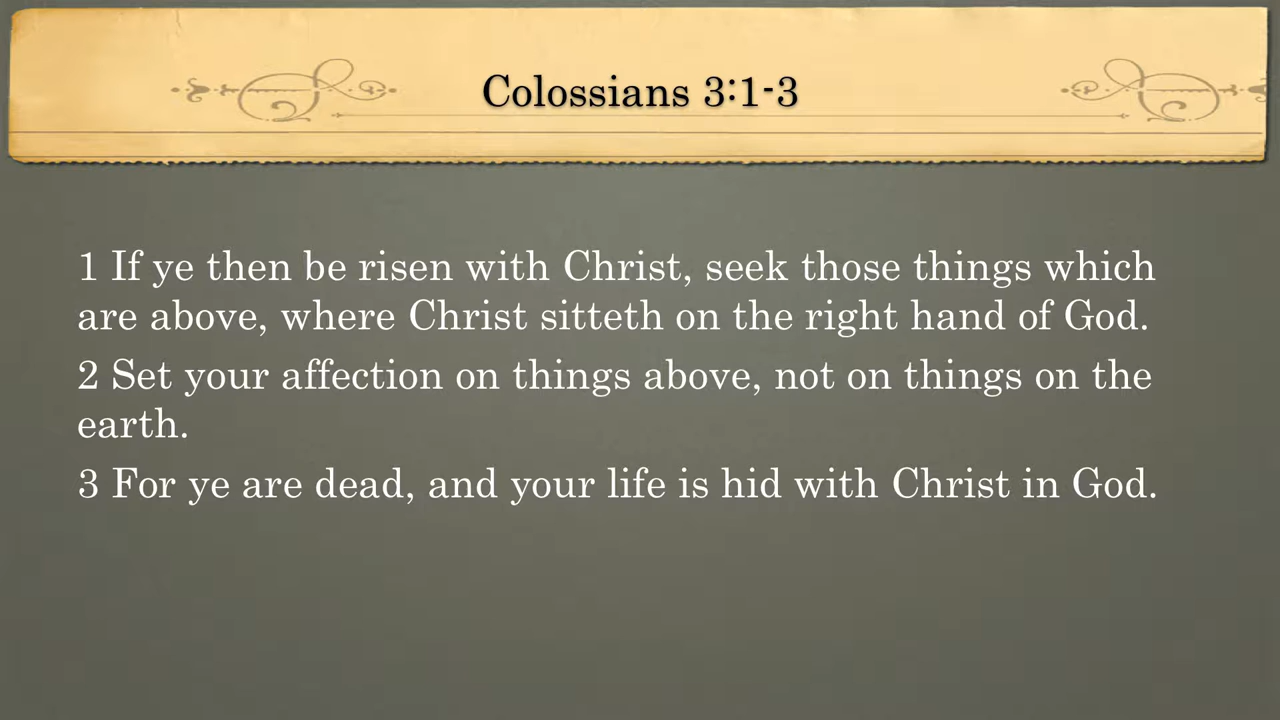 Colossians 3:1-3
1 If ye then be risen with Christ, seek those things which
are above, where Christ sitteth on the right hand of God.
2 Set your affection on things above, not on things on the
earth.
3 For ye are dead, and your life is hid with Christ in God.